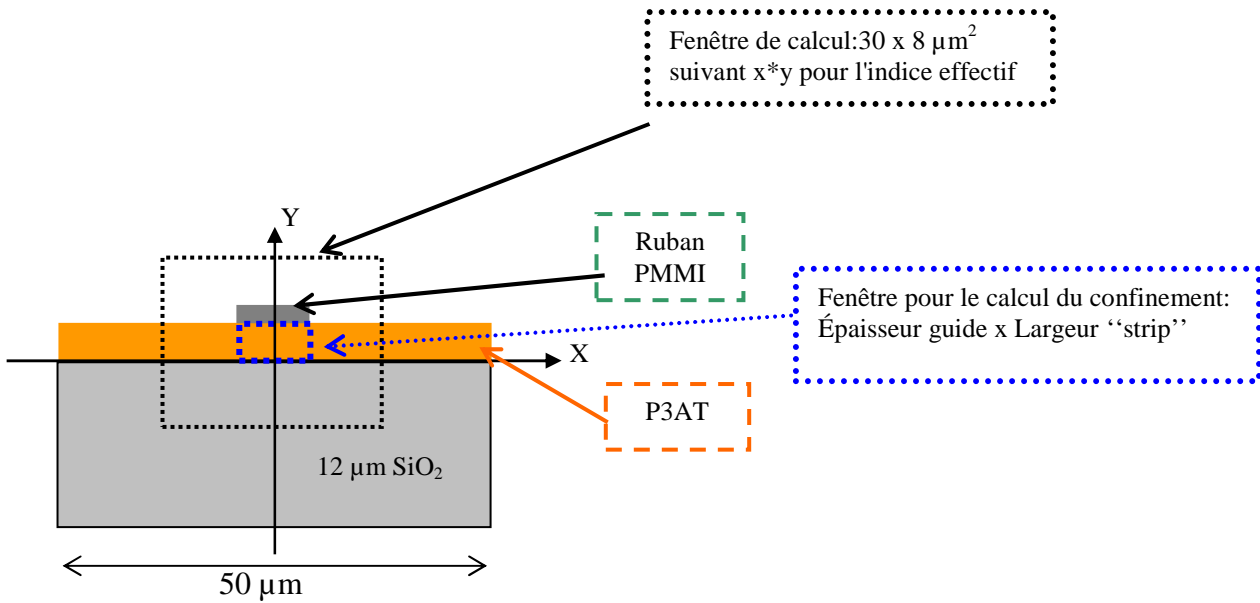 Fenêtre de calcul:30 x 8 µm²
suivant x*y pour l'indice effectif
Y
Ruban
PMMI
Fenêtre pour le calcul du confinement:
Épaisseur guide x Largeur ‘‘strip’’
X
P3AT
12 µm SiO₂
50 µm